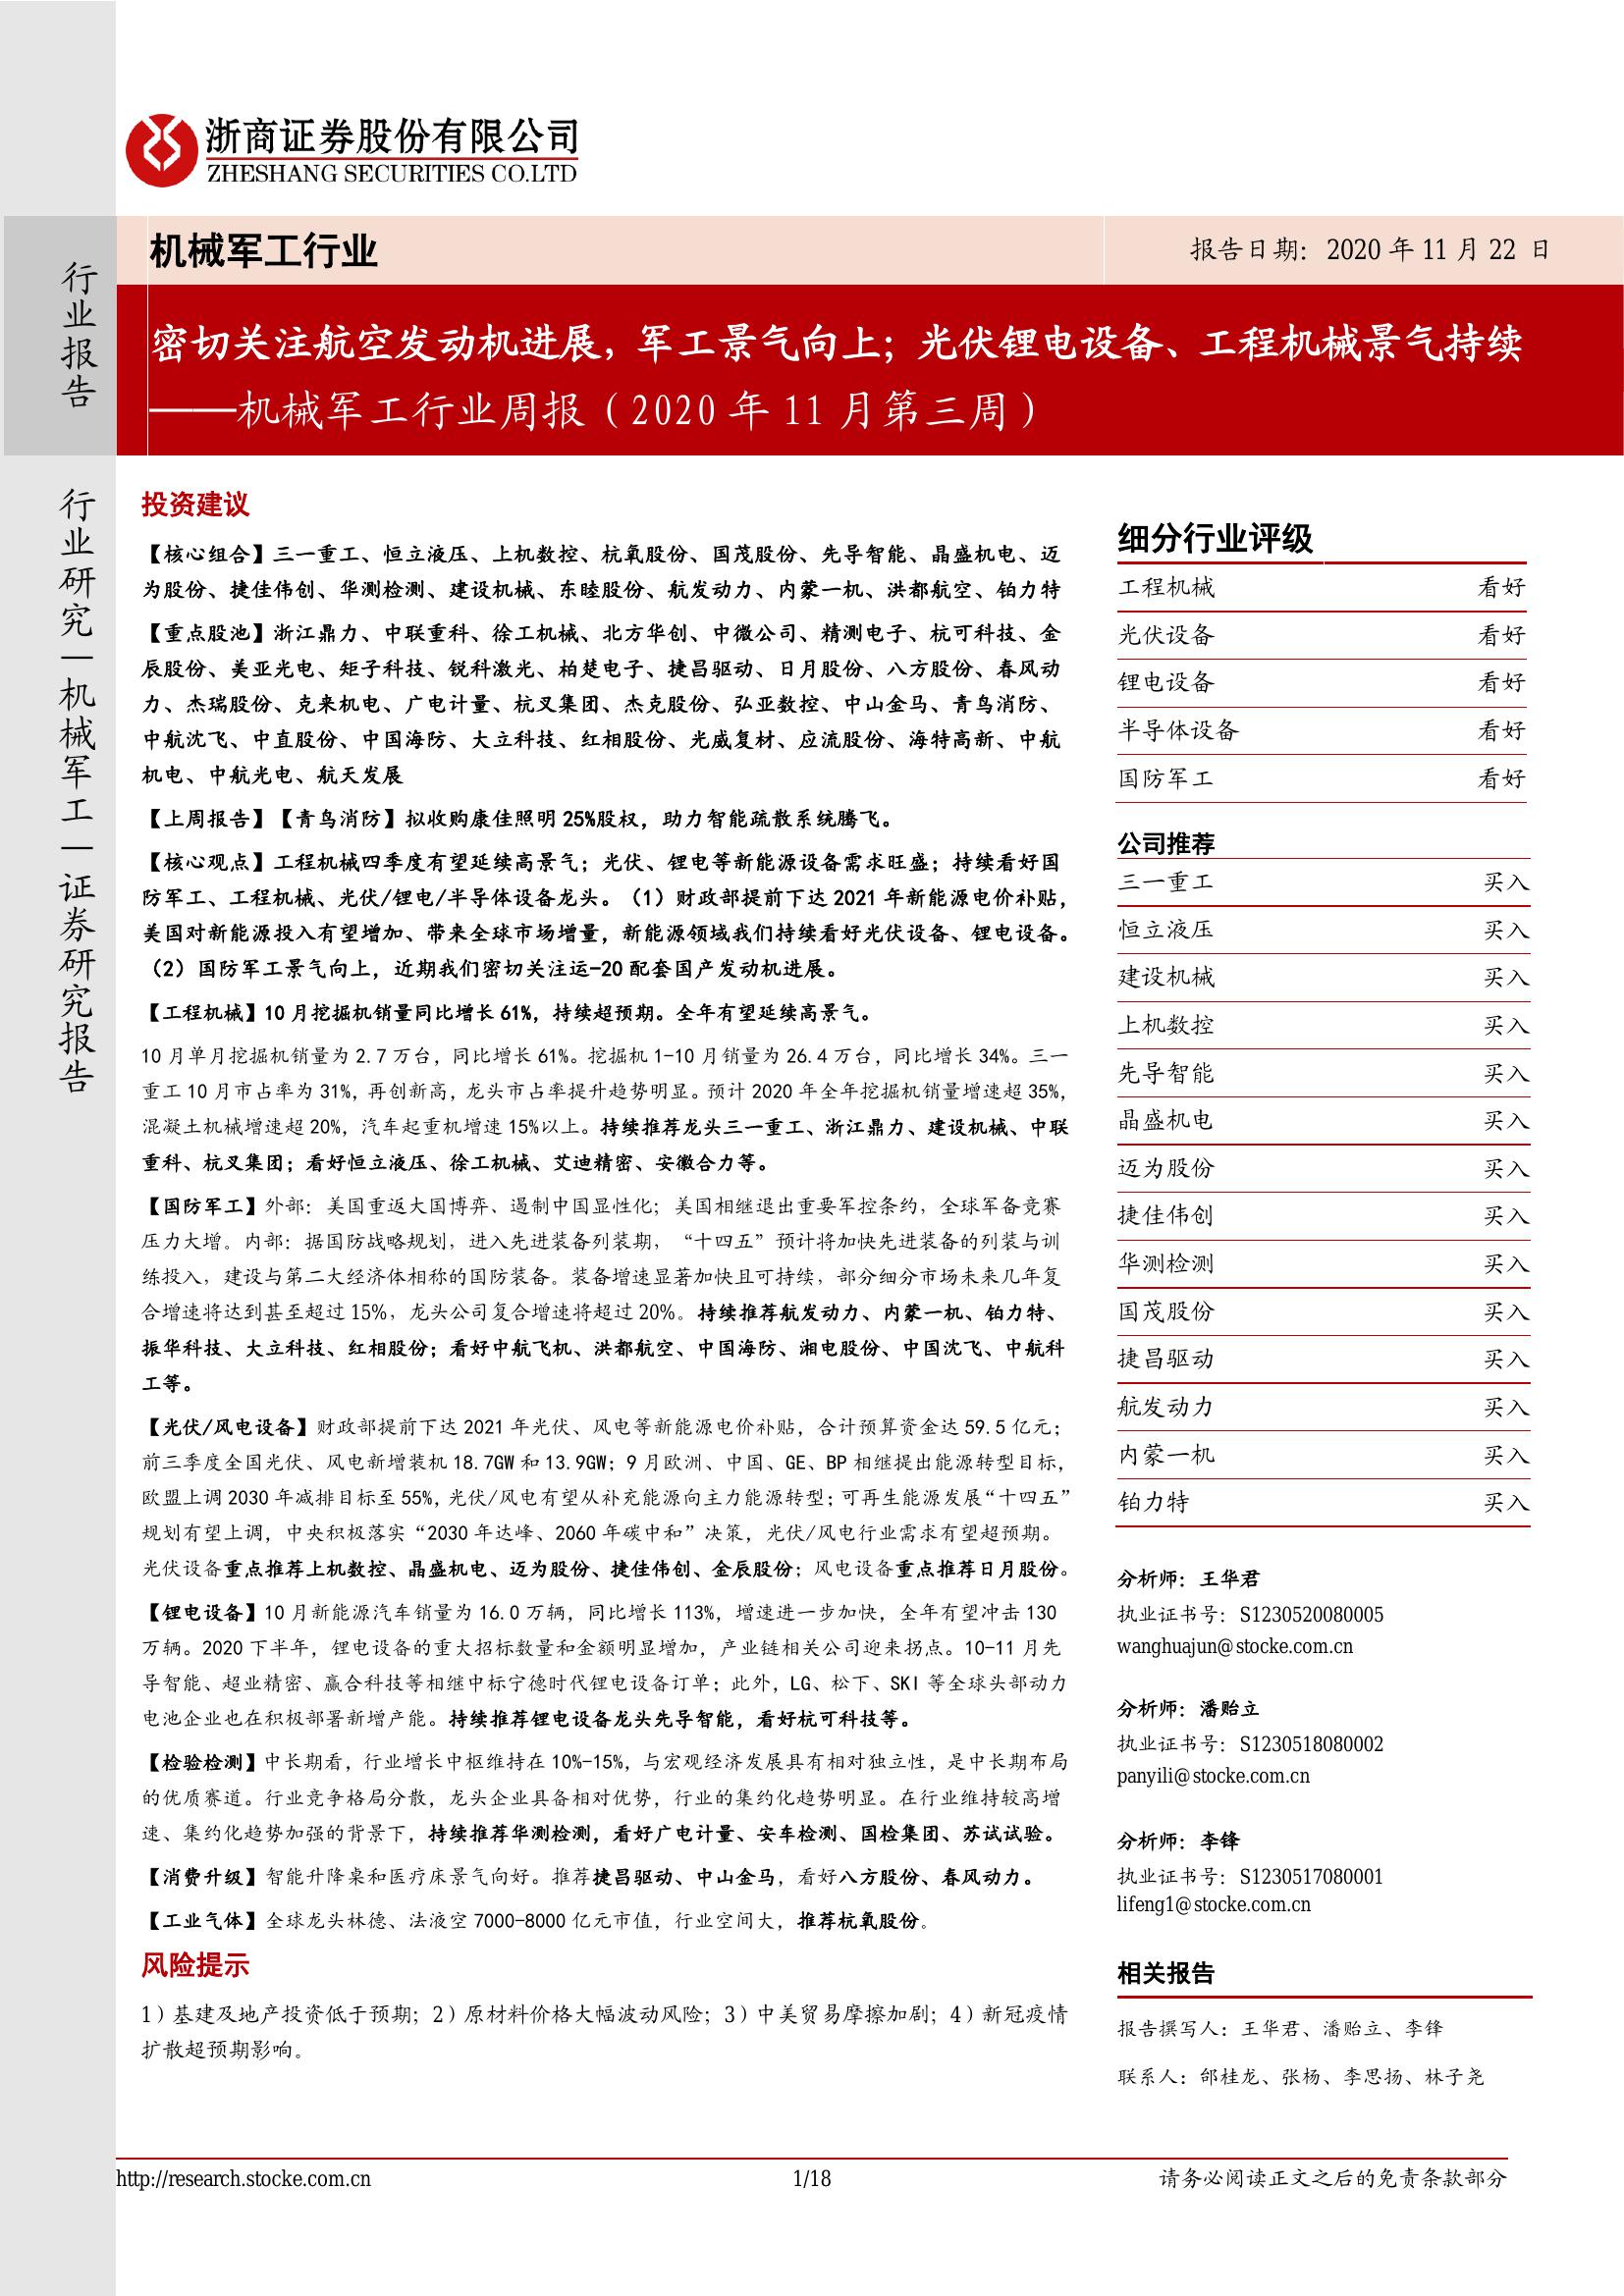 浙商证券股份有限公司
ZHESHANG SECURITIES CO.LTD
行业报告
行业研究—机械军工—证券研究报告
机械军工行业
报告日期：2020 年 11 月 22 日
密切关注航空发动机进展，军工景气向上；光伏锂电设备、工程机械景气持续
——机械军工行业周报（2020 年 11 月第三周）
投资建议
【核心组合】三一重工、恒立液压、上机数控、杭氧股份、国茂股份、先导智能、晶盛机电、迈
为股份、捷佳伟创、华测检测、建设机械、东睦股份、航发动力、内蒙一机、洪都航空、铂力特
【重点股池】浙江鼎力、中联重科、徐工机械、北方华创、中微公司、精测电子、杭可科技、金
辰股份、美亚光电、矩子科技、锐科激光、柏楚电子、捷昌驱动、日月股份、八方股份、春风动
力、杰瑞股份、克来机电、广电计量、杭叉集团、杰克股份、弘亚数控、中山金马、青鸟消防、
中航沈飞、中直股份、中国海防、大立科技、红相股份、光威复材、应流股份、海特高新、中航
机电、中航光电、航天发展
【上周报告】【青鸟消防】拟收购康佳照明 25%股权，助力智能疏散系统腾飞。
【核心观点】工程机械四季度有望延续高景气；光伏、锂电等新能源设备需求旺盛；持续看好国
防军工、工程机械、光伏/锂电/半导体设备龙头。（1）财政部提前下达 2021 年新能源电价补贴，
美国对新能源投入有望增加、带来全球市场增量，新能源领域我们持续看好光伏设备、锂电设备。
（2）国防军工景气向上，近期我们密切关注运-20 配套国产发动机进展。
【工程机械】10 月挖掘机销量同比增长 61%，持续超预期。全年有望延续高景气。
10 月单月挖掘机销量为 2.7 万台，同比增长 61%。挖掘机 1-10 月销量为 26.4 万台，同比增长 34%。三一
重工 10 月市占率为 31%，再创新高，龙头市占率提升趋势明显。预计 2020 年全年挖掘机销量增速超 35%，
混凝土机械增速超 20%，汽车起重机增速 15%以上。持续推荐龙头三一重工、浙江鼎力、建设机械、中联
重科、杭叉集团；看好恒立液压、徐工机械、艾迪精密、安徽合力等。
【国防军工】外部：美国重返大国博弈、遏制中国显性化；美国相继退出重要军控条约，全球军备竞赛
压力大增。内部：据国防战略规划，进入先进装备列装期，“十四五”预计将加快先进装备的列装与训
练投入，建设与第二大经济体相称的国防装备。装备增速显著加快且可持续，部分细分市场未来几年复
合增速将达到甚至超过 15%，龙头公司复合增速将超过 20%。持续推荐航发动力、内蒙一机、铂力特、
振华科技、大立科技、红相股份；看好中航飞机、洪都航空、中国海防、湘电股份、中国沈飞、中航科
工等。
【光伏/风电设备】财政部提前下达 2021 年光伏、风电等新能源电价补贴，合计预算资金达 59.5 亿元；
前三季度全国光伏、风电新增装机 18.7GW 和 13.9GW；9 月欧洲、中国、GE、BP 相继提出能源转型目标，
欧盟上调 2030 年减排目标至 55%，光伏/风电有望从补充能源向主力能源转型；可再生能源发展“十四五”
规划有望上调，中央积极落实“2030 年达峰、2060 年碳中和”决策，光伏/风电行业需求有望超预期。
光伏设备重点推荐上机数控、晶盛机电、迈为股份、捷佳伟创、金辰股份；风电设备重点推荐日月股份。
【锂电设备】10 月新能源汽车销量为 16.0 万辆，同比增长 113%，增速进一步加快，全年有望冲击 130
万辆。2020 下半年，锂电设备的重大招标数量和金额明显增加，产业链相关公司迎来拐点。10-11 月先
导智能、超业精密、赢合科技等相继中标宁德时代锂电设备订单；此外，LG、松下、SKI 等全球头部动力
电池企业也在积极部署新增产能。持续推荐锂电设备龙头先导智能，看好杭可科技等。
【检验检测】中长期看，行业增长中枢维持在 10%-15%，与宏观经济发展具有相对独立性，是中长期布局
的优质赛道。行业竞争格局分散，龙头企业具备相对优势，行业的集约化趋势明显。在行业维持较高增
速、集约化趋势加强的背景下，持续推荐华测检测，看好广电计量、安车检测、国检集团、苏试试验。
【消费升级】智能升降桌和医疗床景气向好。推荐捷昌驱动、中山金马，看好八方股份、春风动力。
【工业气体】全球龙头林德、法液空 7000-8000 亿元市值，行业空间大，推荐杭氧股份。
风险提示
1）基建及地产投资低于预期；2）原材料价格大幅波动风险；3）中美贸易摩擦加剧；4）新冠疫情
扩散超预期影响。
细分行业评级
工程机械 看好
光伏设备 看好
锂电设备 看好
半导体设备 看好
国防军工 看好
公司推荐
三一重工 买入
恒立液压 买入
建设机械 买入
上机数控 买入
先导智能 买入
晶盛机电 买入
迈为股份 买入
捷佳伟创 买入
华测检测 买入
国茂股份 买入
捷昌驱动 买入
航发动力 买入
内蒙一机 买入
铂力特 买入
分析师：王华君
执业证书号：S1230520080005
wanghuajun@stocke.com.cn
分析师：潘贻立
执业证书号：S1230518080002
panyili@stocke.com.cn
分析师：李锋
执业证书号：S1230517080001
lifeng1@stocke.com.cn
相关报告
报告撰写人：王华君、潘贻立、李锋
联系人：邰桂龙、张杨、李思扬、林子尧
http://research.stocke.com.cn
1/18
请务必阅读正文之后的免责条款部分